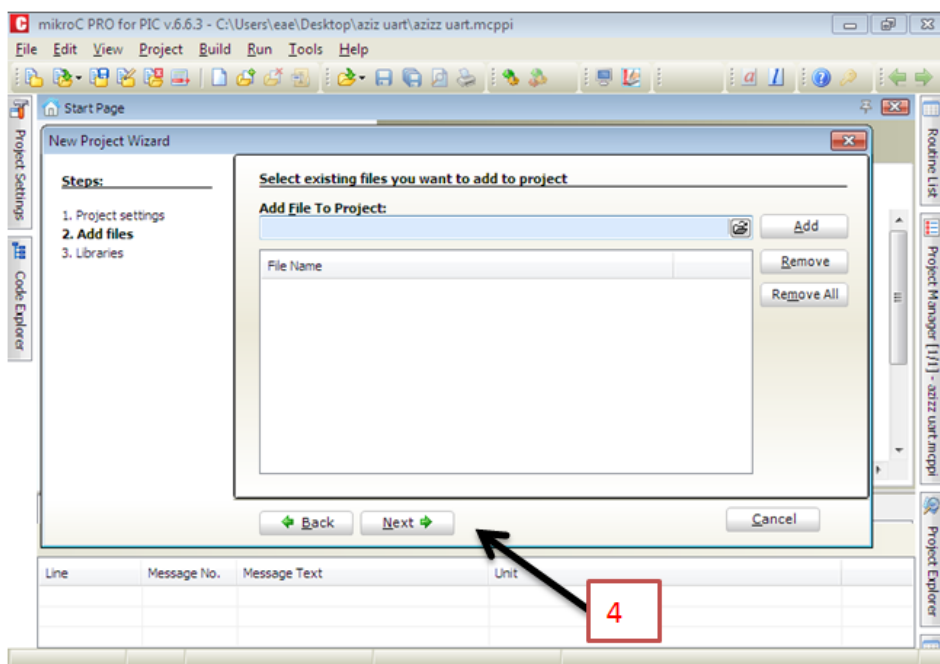 mikroC PRO for PIC v.6.6.3 - C:\Users\eae\Desktop\aziz uart\azizz uart.mcppi
File Edit View Project Build Run Tools Help
Start Page
Project Settings
Code Explorer
New Project Wizard
Steps:
1. Project settings
2. Add files
3. Libraries
Select existing files you want to add to project
Add File To Project:
Add
File Name
Remove
Remove All
Back
Next
Cancel
Routine List
Project Manager [1/1] - azizz uart.mcppi
Project Explorer
Line Message No. Message Text Unit
4